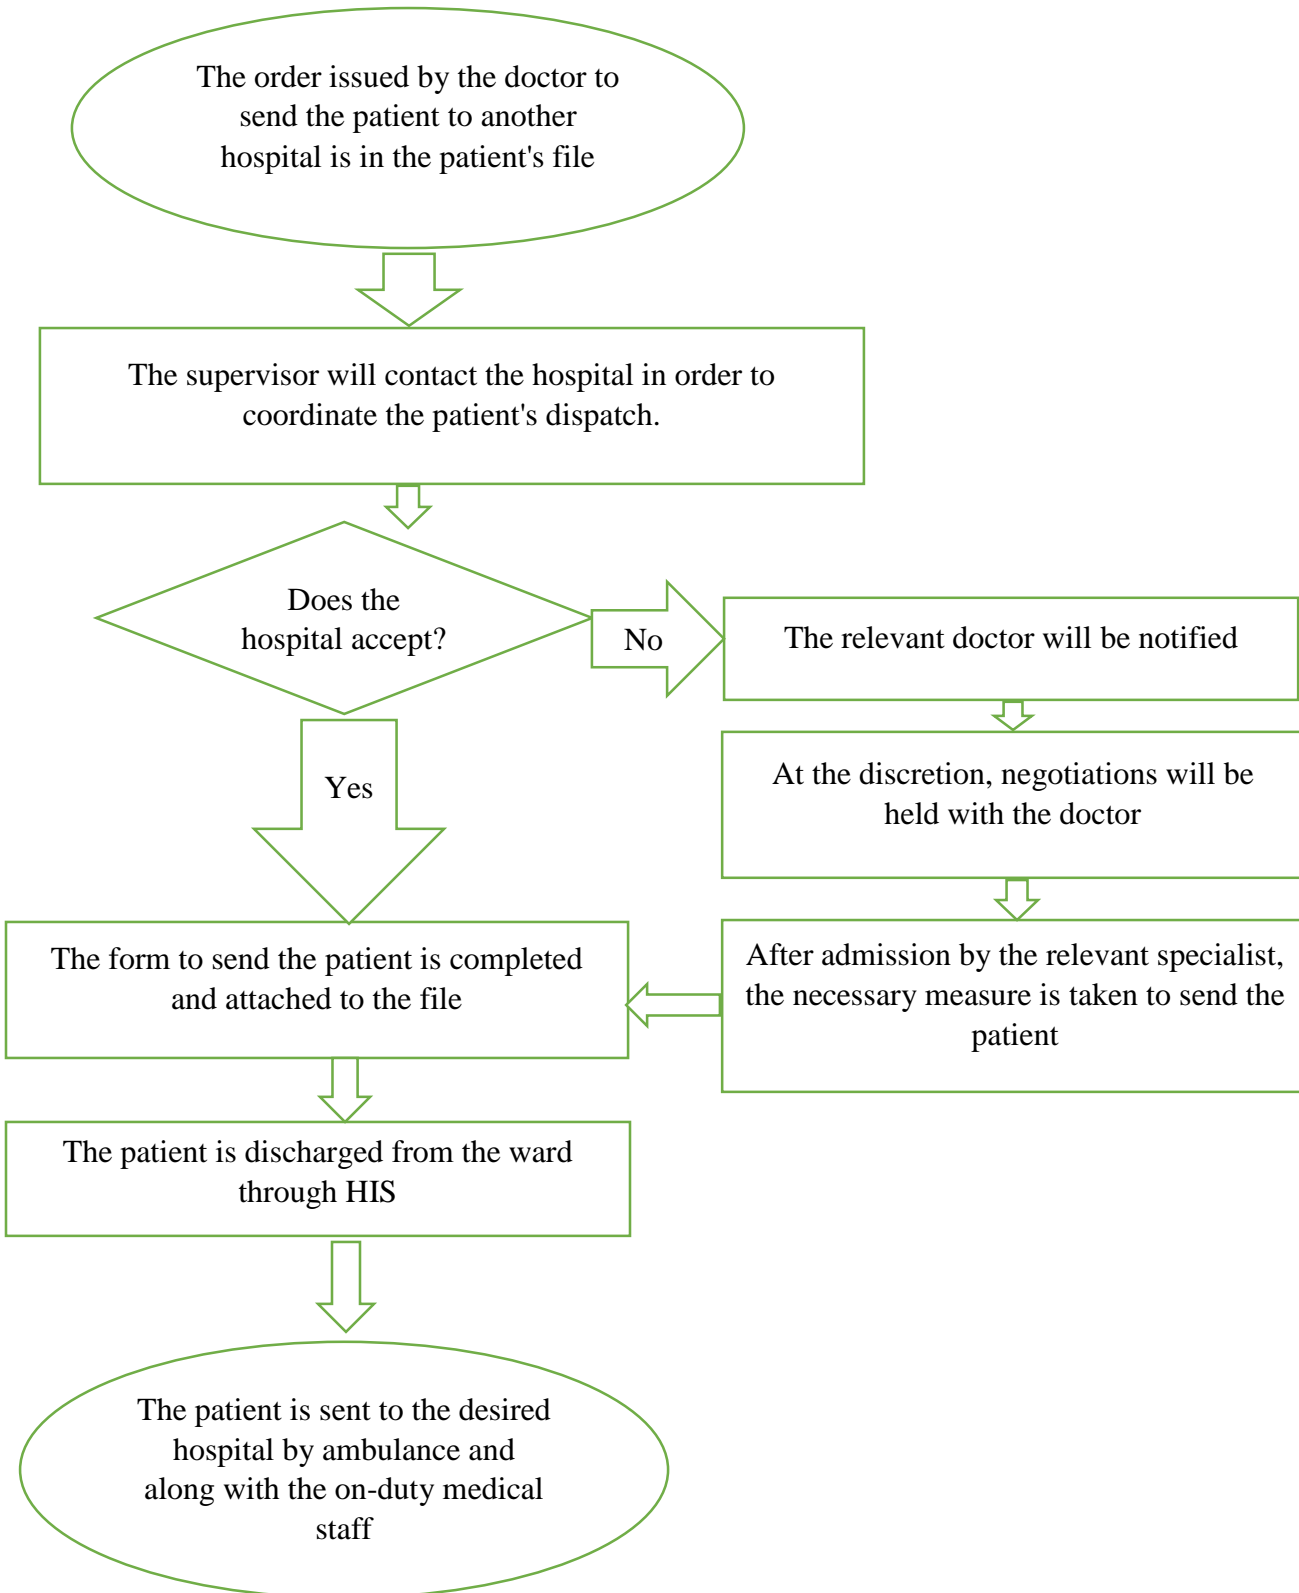 The order issued by the doctor to
send the patient to another
hospital is in the patient's file
The supervisor will contact the hospital in order to
coordinate the patient's dispatch.
Does the
hospital accept?
No
The relevant doctor will be notified
At the discretion, negotiations will be
held with the doctor
Yes
After admission by the relevant specialist,
the necessary measure is taken to send the
patient
The form to send the patient is completed
and attached to the file
The patient is discharged from the ward
through HIS
The patient is sent to the desired
hospital by ambulance and
along with the on-duty medical
staff